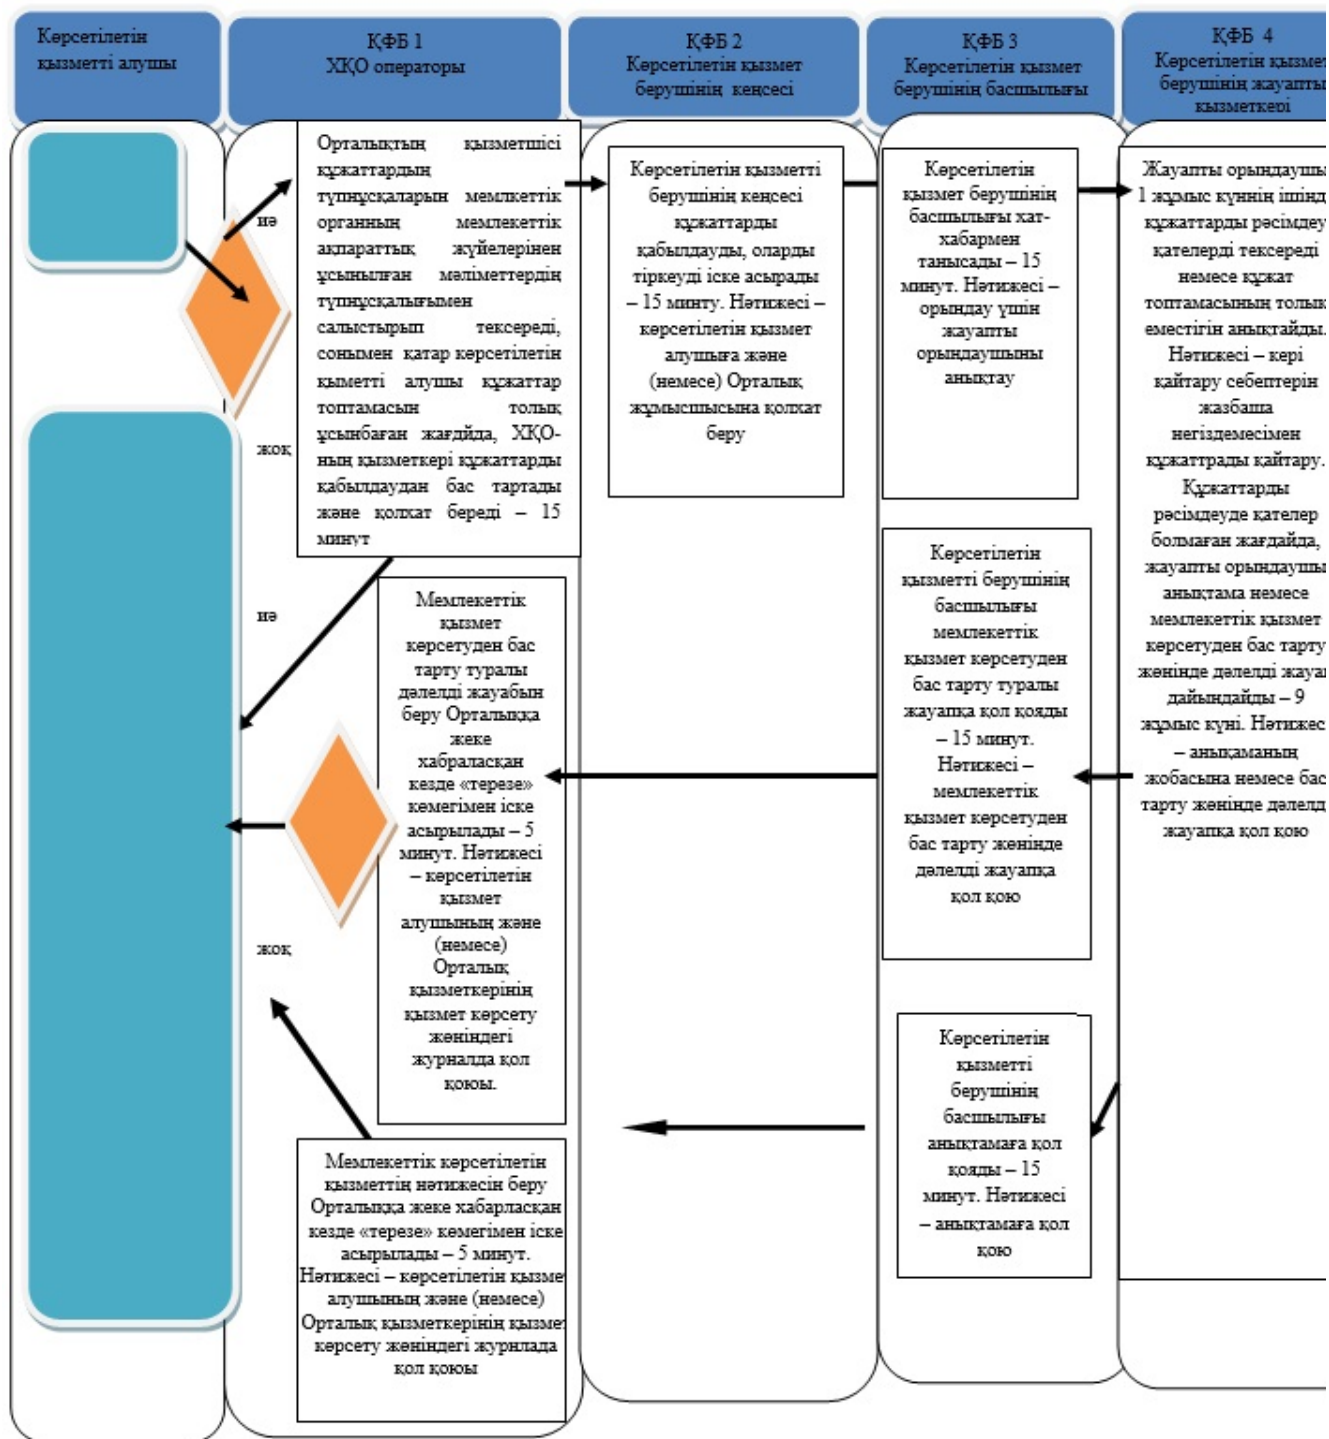 Көрсетілетін
қызметті алушы
ҚФБ 1
ХҚО операторы
ҚФБ 2
Көрсетілетін қызмет
берушінің кеңсесі
ҚФБ 3
Көрсетілетін қызмет
берушінің басшылығы
ҚФБ 4
Көрсетілетін қызмет
берушінің жауапты
қызметкері
иә
жоқ
Орталықтың қызметшісі
құжаттардың
түпнұсқаларын мемлкеттік
органның мемлекеттік
ақпараттық жүйелерінен
ұсынылған мәліметтердің
түпнұсқалығымен
салыстырып тексереді,
сонымен қатар көрсетілетін
қыметті алушы құжаттар
топтамасын толық
ұсынбаған жағдйда, ХҚО-
ның қызметкері құжаттарды
қабылдаудан бас тартады
және қолхат береді – 15
минут
Көрсетілетін қызметті
берушінің кеңсесі
құжаттарды
қабылдауды, оларды
тіркеуді іске асырады
– 15 минту. Нәтижесі –
көрсетілетін қызмет
алушыға және
(немесе) Орталық
жұмысшысына қолхат
беру
Көрсетілетін
қызмет берушінің
басшылығы хат-
хабармен
танысады – 15
минут. Нәтижесі –
орындау үшін
жауапты
орындаушыны
анықтау
Жауапты орындаушы
1 жұмыс күннің ішінд
құжаттарды рәсімдеу
қателерді тексереді
немесе құжат
топтамасының толық
еместігін анықтайды.
Нәтижесі – кері
қайтару себептерін
жазбаша
негіздемесімен
құжаттрады қайтару.
Құжаттарды
рәсімдеуде қателер
болмаған жағдайда,
жауапты орындаушы
анықтама немесе
мемлекеттік қызмет
көрсетуден бас тарту
жөнінде дәлелді жауап
дайындайды – 9
жұмыс күні. Нәтижес
– анықаманың
жобасына немесе бас
тарту жөнінде дәлелд
жауапқа қол қою
иә
жоқ
Мемлекеттік
қызмет
көрсетуден бас
тарту туралы
дәлелді жауабын
беру Орталыққа
жеке
хабраласқан
кезде «терезе»
көмегімен іске
асырылады – 5
минут. Нәтижесі
– көрсетілетін
қызмет
алушының және
(немесе)
Орталық
қызметкерінің
қызмет көрсету
жөніндегі
журналда қол
қоюы.
Көрсетілетін
қызметті берушінің
басшылығы
мемлекеттік
қызмет көрсетуден
бас тарту туралы
жауапқа қол қояды
– 15 минут.
Нәтижесі –
мемлекеттік
қызмет көрсетуден
бас тарту жөнінде
дәлелді жауапқа
қол қою
Көрсетілетін
қызметті
берушінің
басшылығы
анықтамаға қол
қояды – 15
минут. Нәтижесі
– анықтамаға қол
қою
Мемлекеттік көрсетілетін
қызметтің нәтижесін беру
Орталыққа жеке хабарласқан
кезде «терезе» көмегімен іске
асырылады – 5 минут.
Нәтижесі – көрсетілетін қызмет
алушының және (немесе)
Орталық қызметкерінің қызмет
көрсету жөніндегі журнлада
қол қоюы